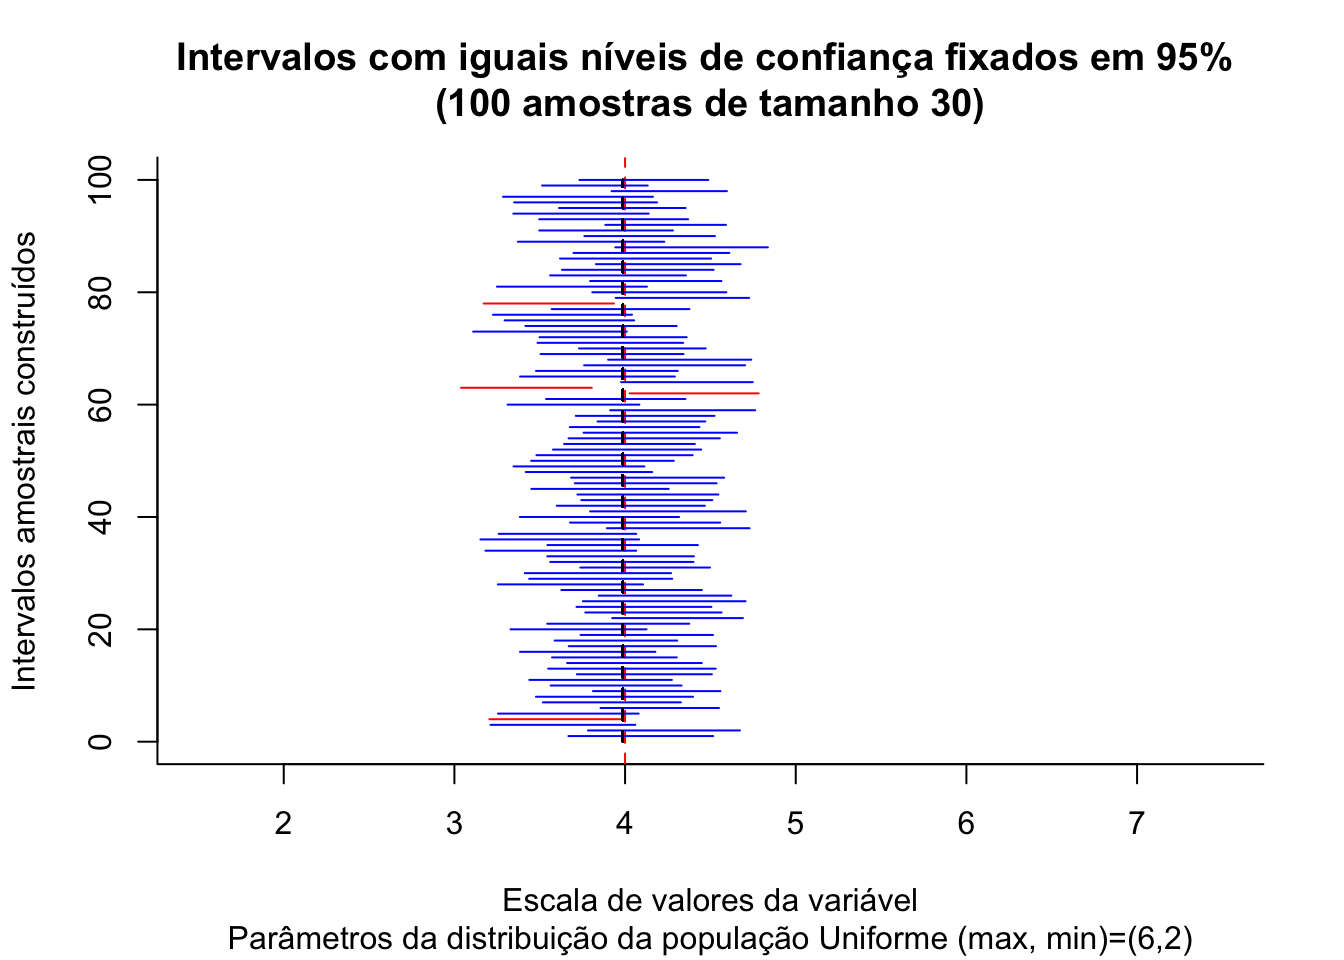 Intervalos com iguais níveis de confiança fixados em 95%
(100 amostras de tamanho 30)
Intervalos amostrais construídos
100
80
60
40
20
0
2 3 4 5 6 7
Escala de valores da variável
Parâmetros da distribuição da população Uniforme (max, min)=(6,2)